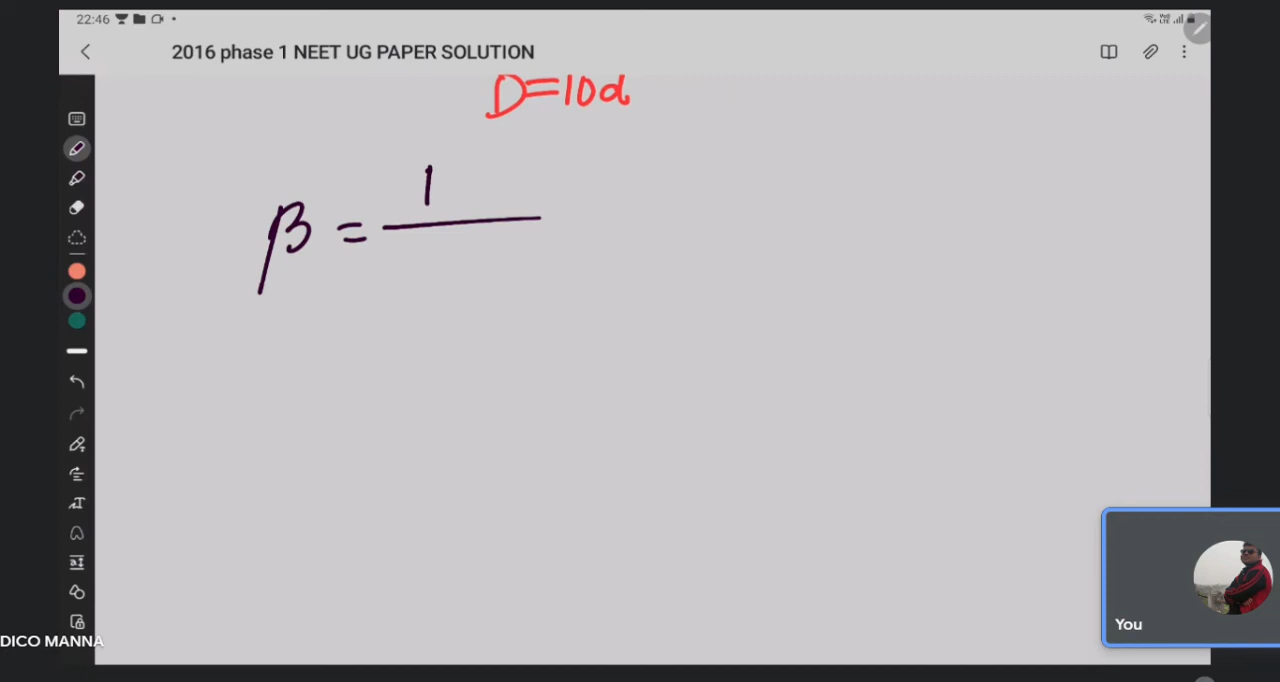 22:46
2016 phase 1 NEET UG PAPER SOLUTION
D=10d
β = 1
You
DICO MANNA